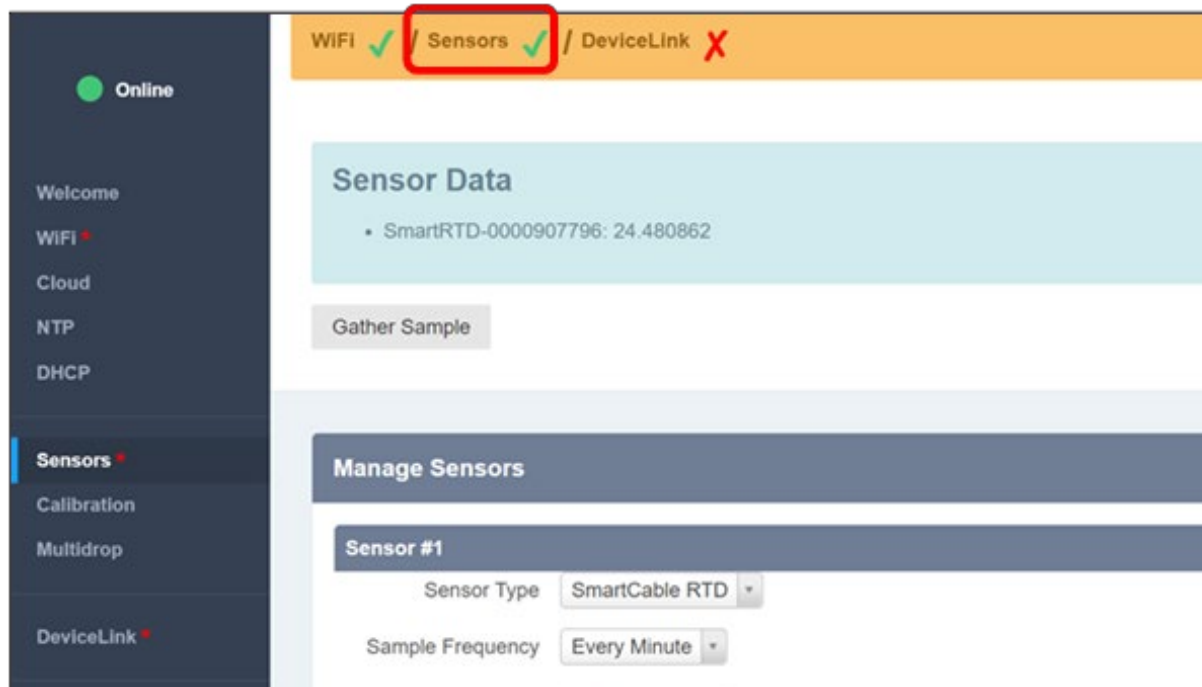 WiFi ✓ / Sensors ✓ / DeviceLink ✗
Online
Welcome
WiFi *
Cloud
NTP
DHCP
Sensors *
Calibration
Multidrop
DeviceLink *
Sensor Data
• SmartRTD-0000907796: 24.480862
Gather Sample
Manage Sensors
Sensor #1
Sensor Type SmartCable RTD
Sample Frequency Every Minute